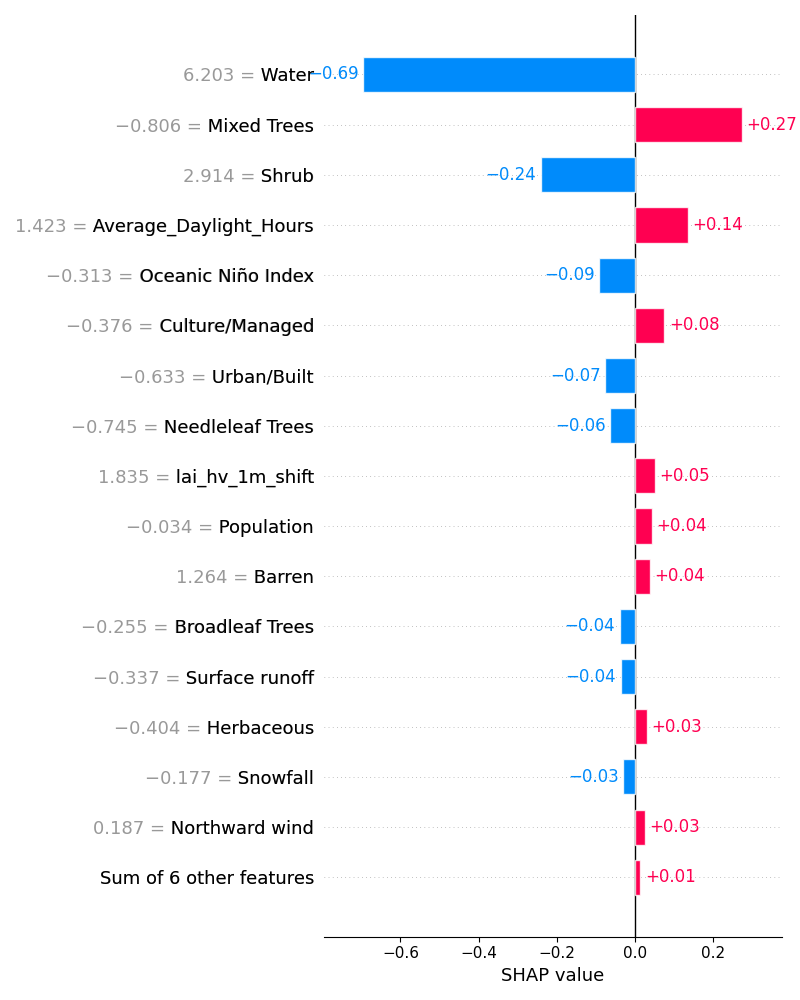 6.203 = Water −0.69
−0.806 = Mixed Trees +0.27
2.914 = Shrub −0.24
1.423 = Average_Daylight_Hours +0.14
−0.313 = Oceanic Niño Index −0.09
−0.376 = Culture/Managed +0.08
−0.633 = Urban/Built −0.07
−0.745 = Needleleaf Trees −0.06
1.835 = lai_hv_1m_shift +0.05
−0.034 = Population +0.04
1.264 = Barren +0.04
−0.255 = Broadleaf Trees −0.04
−0.337 = Surface runoff −0.04
−0.404 = Herbaceous +0.03
−0.177 = Snowfall −0.03
0.187 = Northward wind +0.03
Sum of 6 other features +0.01
−0.6 −0.4 −0.2 0.0 0.2
SHAP value